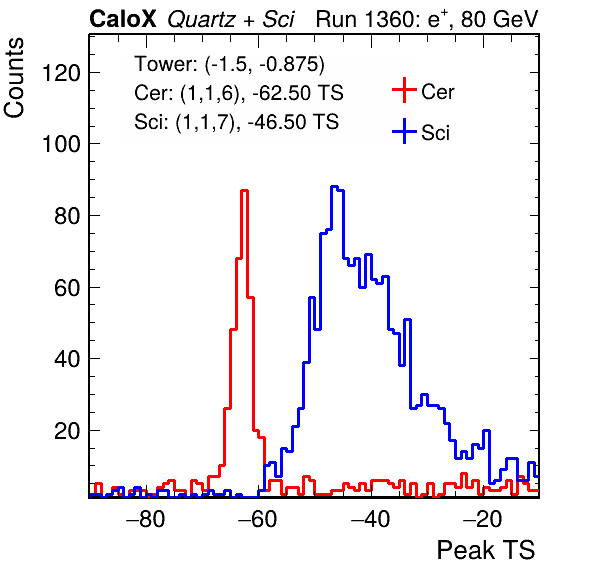 CaloX Quartz + Sci Run 1360: e+, 80 GeV
Counts
Tower: (-1.5, -0.875)
Cer: (1,1,6), -62.50 TS
Sci: (1,1,7), -46.50 TS
Cer
Sci
120
100
80
60
40
20
−80 −60 −40 −20
Peak TS